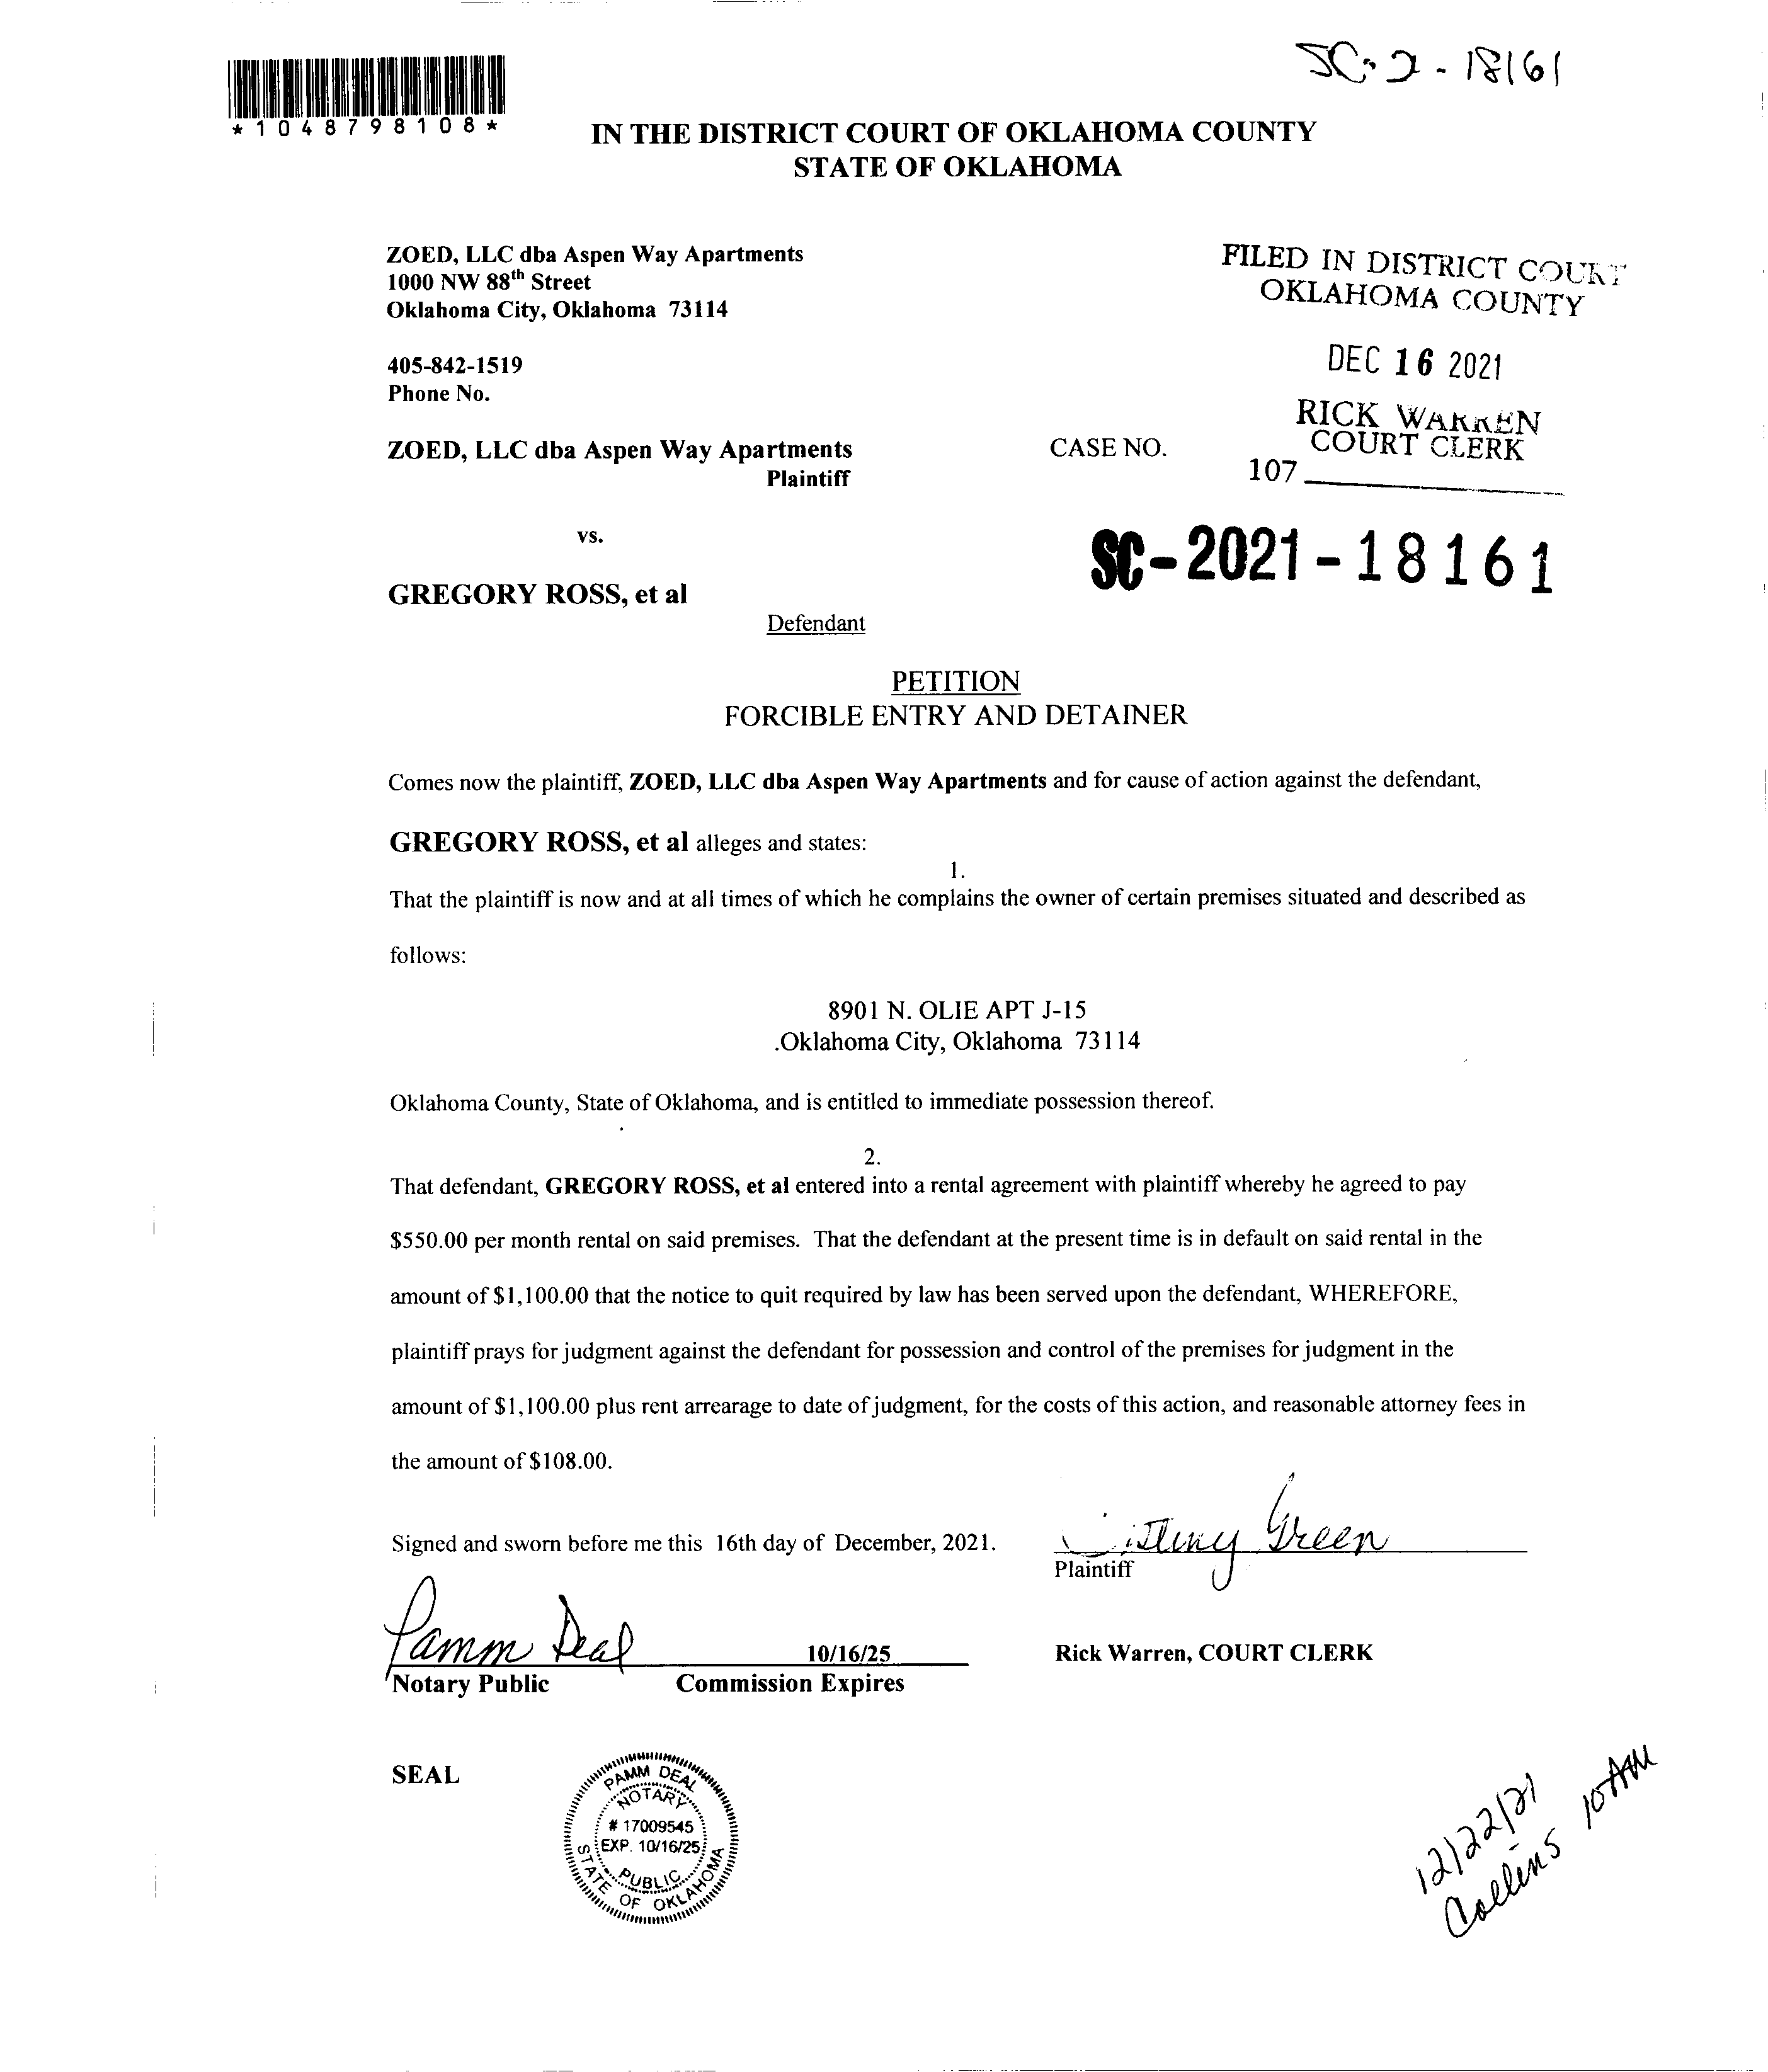 SC-2-18161
*1048798108*
IN THE DISTRICT COURT OF OKLAHOMA COUNTY
STATE OF OKLAHOMA
ZOED, LLC dba Aspen Way Apartments
1000 NW 88th Street
Oklahoma City, Oklahoma 73114
FILED IN DISTRICT COURT
OKLAHOMA COUNTY
DEC 16 2021
405-842-1519
Phone No.
RICK WARREN
COURT CLERK
107
ZOED, LLC dba Aspen Way Apartments
Plaintiff
CASE NO.
vs.
SC-2021-18161
GREGORY ROSS, et al
Defendant
PETITION
FORCIBLE ENTRY AND DETAINER
Comes now the plaintiff, ZOED, LLC dba Aspen Way Apartments and for cause of action against the defendant,
GREGORY ROSS, et al alleges and states:
1.
That the plaintiff is now and at all times of which he complains the owner of certain premises situated and described as
follows:
8901 N. OLIE APT J-15
.Oklahoma City, Oklahoma 73114
Oklahoma County, State of Oklahoma, and is entitled to immediate possession thereof.
2.
That defendant, GREGORY ROSS, et al entered into a rental agreement with plaintiff whereby he agreed to pay
$550.00 per month rental on said premises. That the defendant at the present time is in default on said rental in the
amount of $1,100.00 that the notice to quit required by law has been served upon the defendant, WHEREFORE,
plaintiff prays for judgment against the defendant for possession and control of the premises for judgment in the
amount of $1,100.00 plus rent arrearage to date of judgment, for the costs of this action, and reasonable attorney fees in
the amount of $108.00.
Signed and sworn before me this 16th day of December, 2021.
Green
Plaintiff
Pamm Deal
10/16/25
Notary Public
Commission Expires
Rick Warren, COURT CLERK
SEAL
PAMM DEAL
NOTARY
# 17009545
EXP. 10/16/25
PUBLIC
STATE OF OKLAHOMA
12/22/21
Collins 10AM